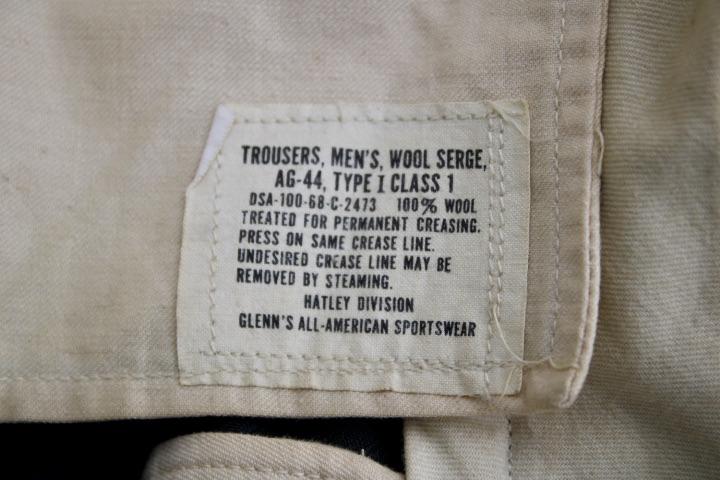 TROUSERS, MEN'S, WOOL SERGE,
AG-44, TYPE I CLASS 1
DSA-100-68-C-2473 100% WOOL
TREATED FOR PERMANENT CREASING.
PRESS ON SAME CREASE LINE.
UNDESIRED CREASE LINE MAY BE
REMOVED BY STEAMING.
HATLEY DIVISION
GLENN'S ALL-AMERICAN SPORTSWEAR